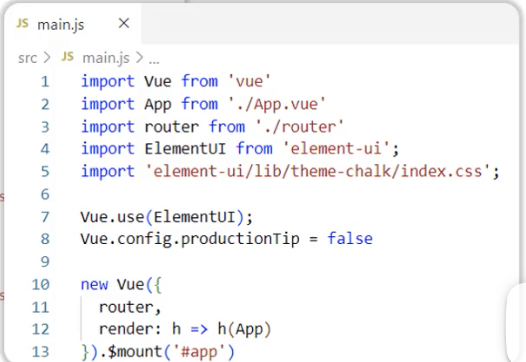 JS main.js ×
src > JS main.js > ...
1 import Vue from 'vue'
2 import App from './App.vue'
3 import router from './router'
4 import ElementUI from 'element-ui';
5 import 'element-ui/lib/theme-chalk/index.css';
6
7 Vue.use(ElementUI);
8 Vue.config.productionTip = false
9
10 new Vue({
11   router,
12   render: h => h(App)
13 }).$mount('#app')